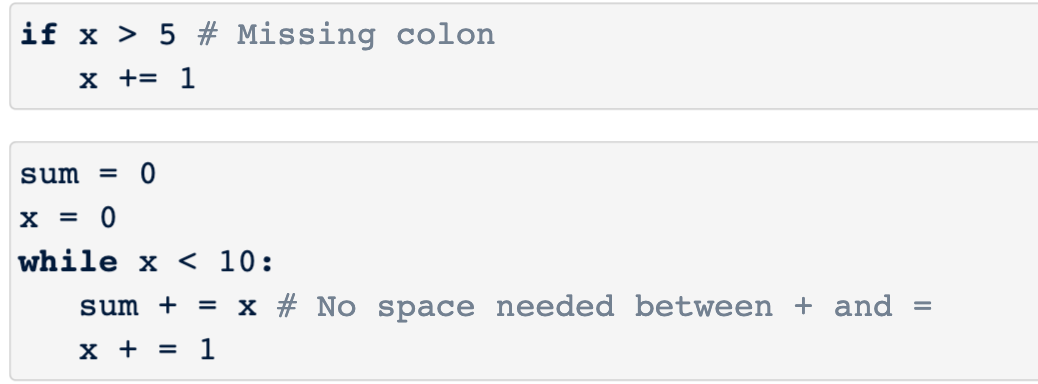 if x > 5 # Missing colon
x += 1
sum = 0
x = 0
while x < 10:
sum + = x # No space needed between + and =
x + = 1